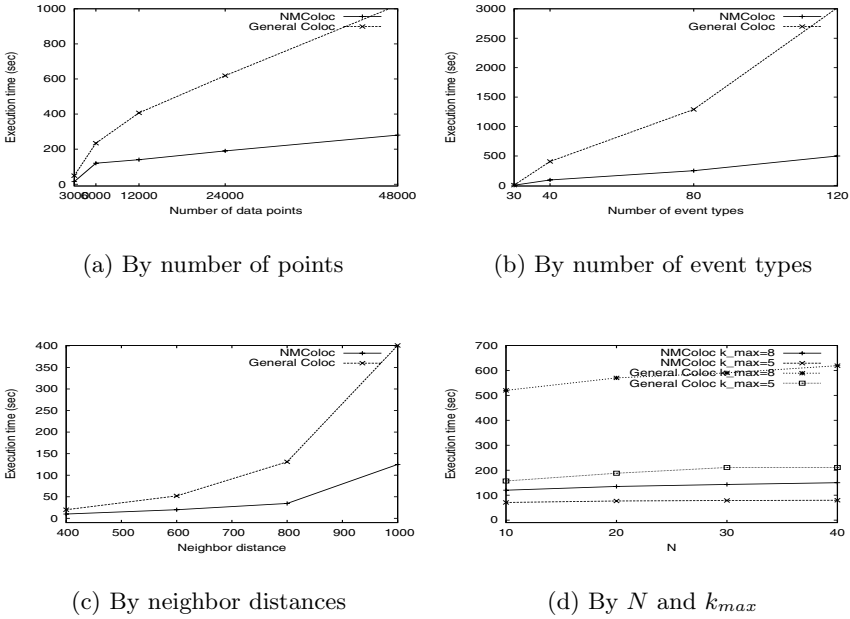 1000
800
600
400
200
0
Execution time (sec)
3000
6000
12000
24000
48000
Number of data points
NMColoc
General Coloc
(a) By number of points
3000
2500
2000
1500
1000
500
0
Execution time (sec)
30
40
80
120
Number of event types
NMColoc
General Coloc
(b) By number of event types
400
350
300
250
200
150
100
50
0
Execution time (sec)
400
500
600
700
800
900
1000
Neighbor distance
NMColoc
General Coloc
(c) By neighbor distances
700
600
500
400
300
200
100
0
Execution time (sec)
10
20
30
40
N
NMColoc k_max=8
NMColoc k_max=5
General Coloc k_max=8
General Coloc k_max=5
(d) By N and kmax